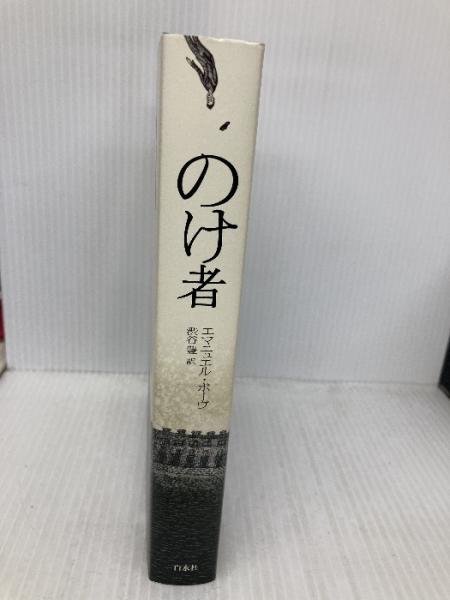 のけ者
エマニュエル・ボーヴ
渋谷豊 訳
白水社